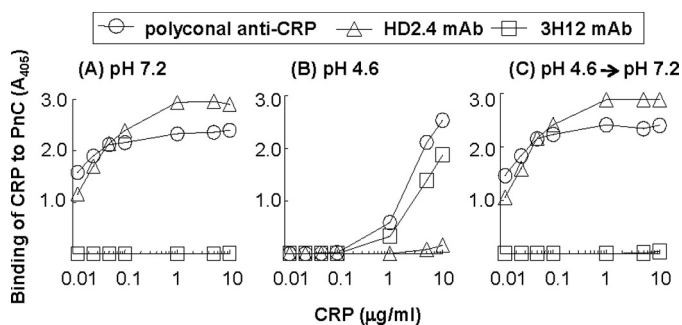 polyconal anti-CRP HD2.4 mAb 3H12 mAb
(A) pH 7.2 (B) pH 4.6 (C) pH 4.6 → pH 7.2
Binding of CRP to PnC (A405)
3.0 3.0 3.0
2.0 2.0 2.0
1.0 1.0 1.0
0.01 0.1 1 10 0.01 0.1 1 10 0.01 0.1 1 10
CRP (µg/ml)